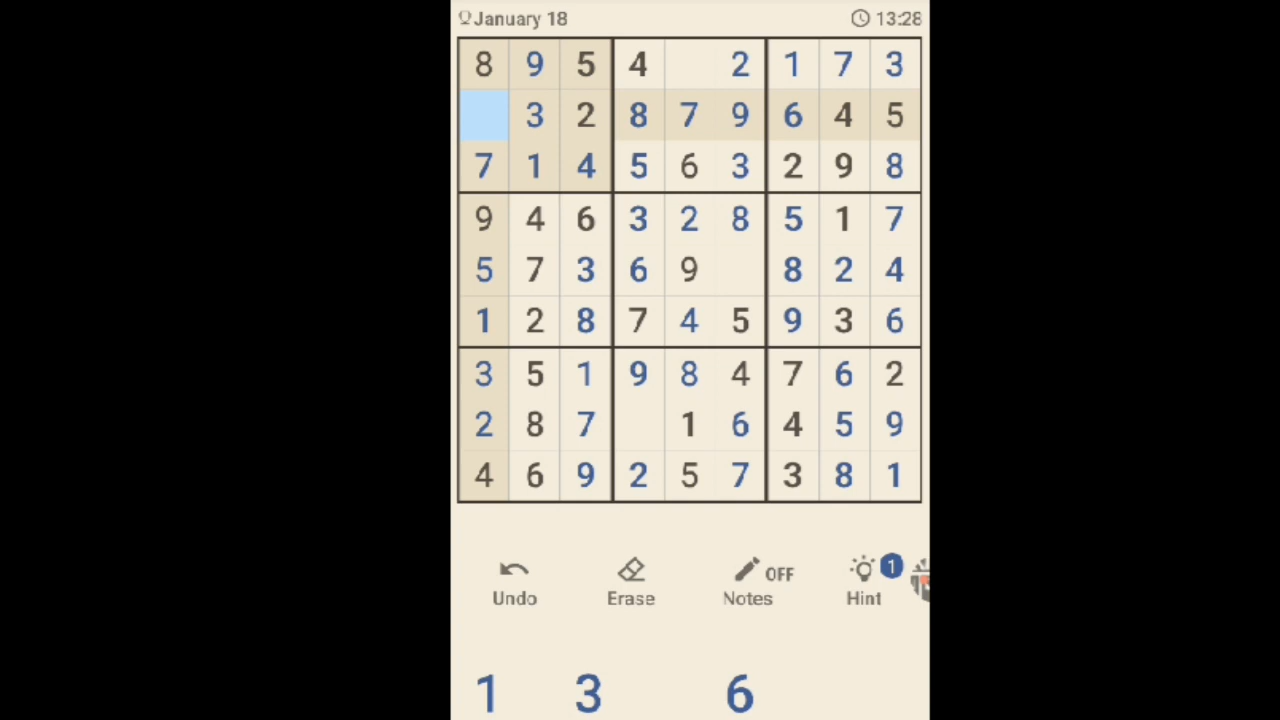 January 18 13:28
8 9 5 4 2 1 7 3
3 2 8 7 9 6 4 5
7 1 4 5 6 3 2 9 8
9 4 6 3 2 8 5 1 7
5 7 3 6 9 8 2 4
1 2 8 7 4 5 9 3 6
3 5 1 9 8 4 7 6 2
2 8 7 1 6 4 5 9
4 6 9 2 5 7 3 8 1
OFF 1
Undo Erase Notes Hint
1 3 6